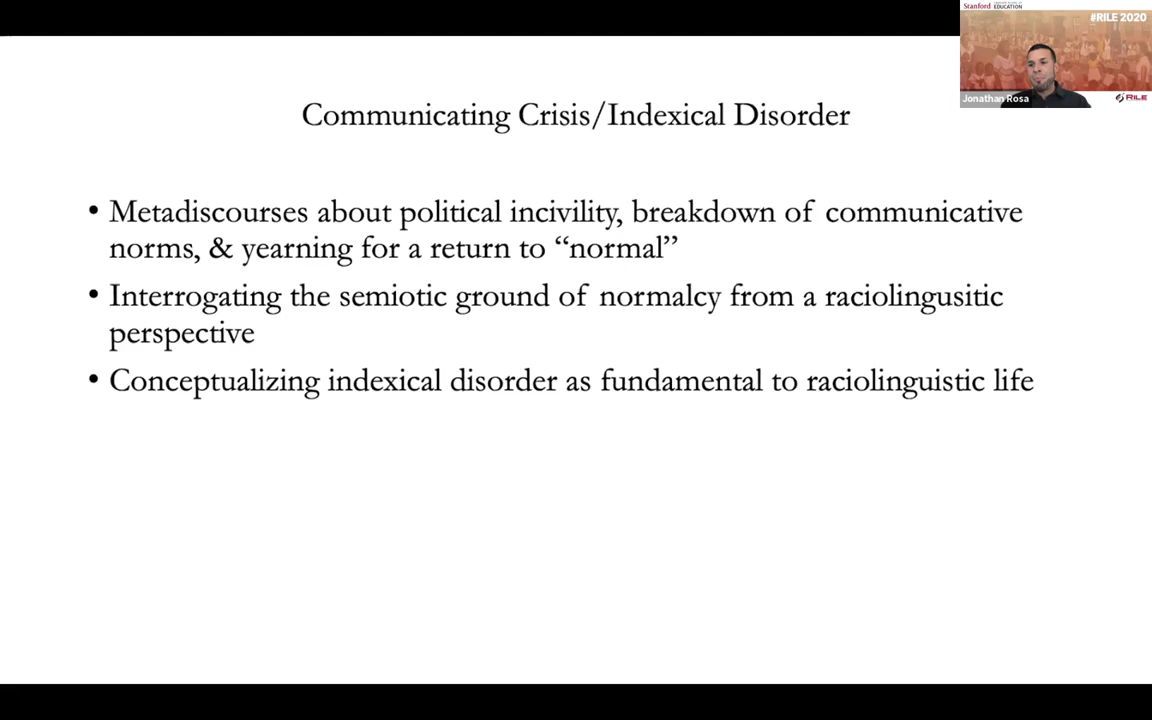 Stanford
EDUCATION
#RILE 2020
Jonathan Rosa
RILE
Communicating Crisis/Indexical Disorder
• Metadiscourses about political incivility, breakdown of communicative
norms, & yearning for a return to “normal”
• Interrogating the semiotic ground of normalcy from a raciolingusitic
perspective
• Conceptualizing indexical disorder as fundamental to raciolinguistic life